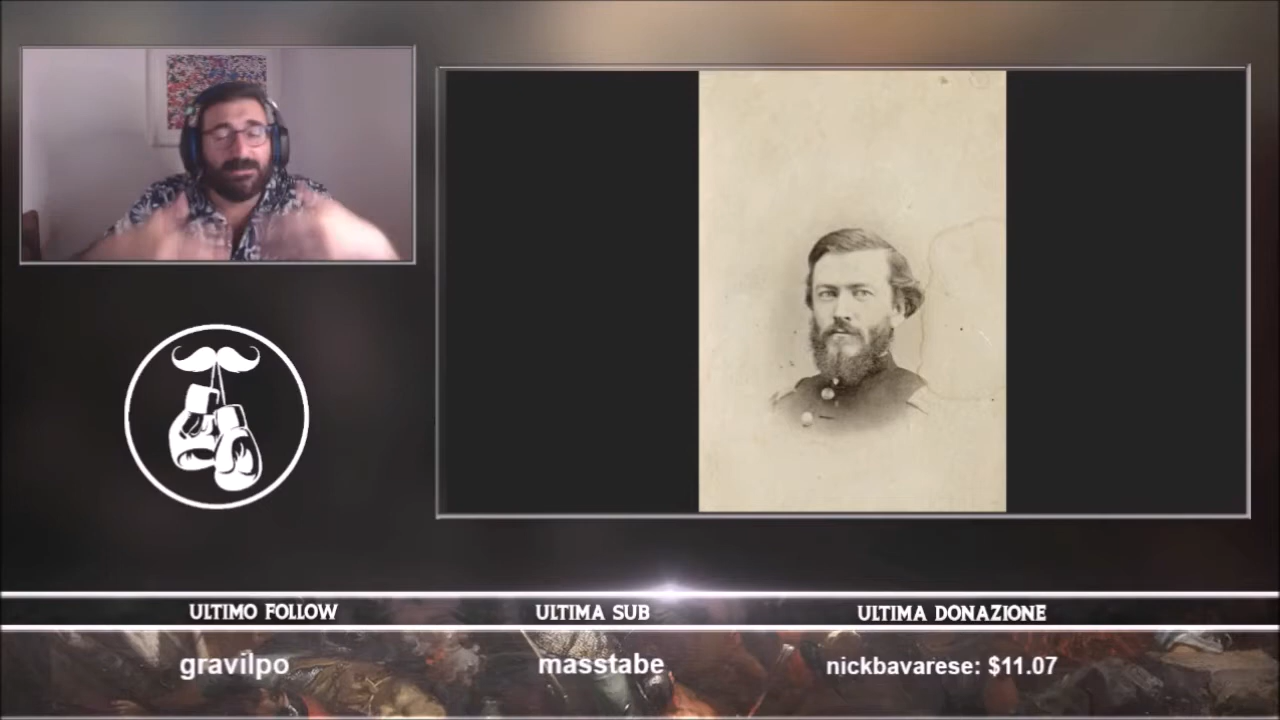 ULTIMO FOLLOW
ULTIMA SUB
ULTIMA DONAZIONE
gravilpo
masstabe
nickbavarese: $11.07